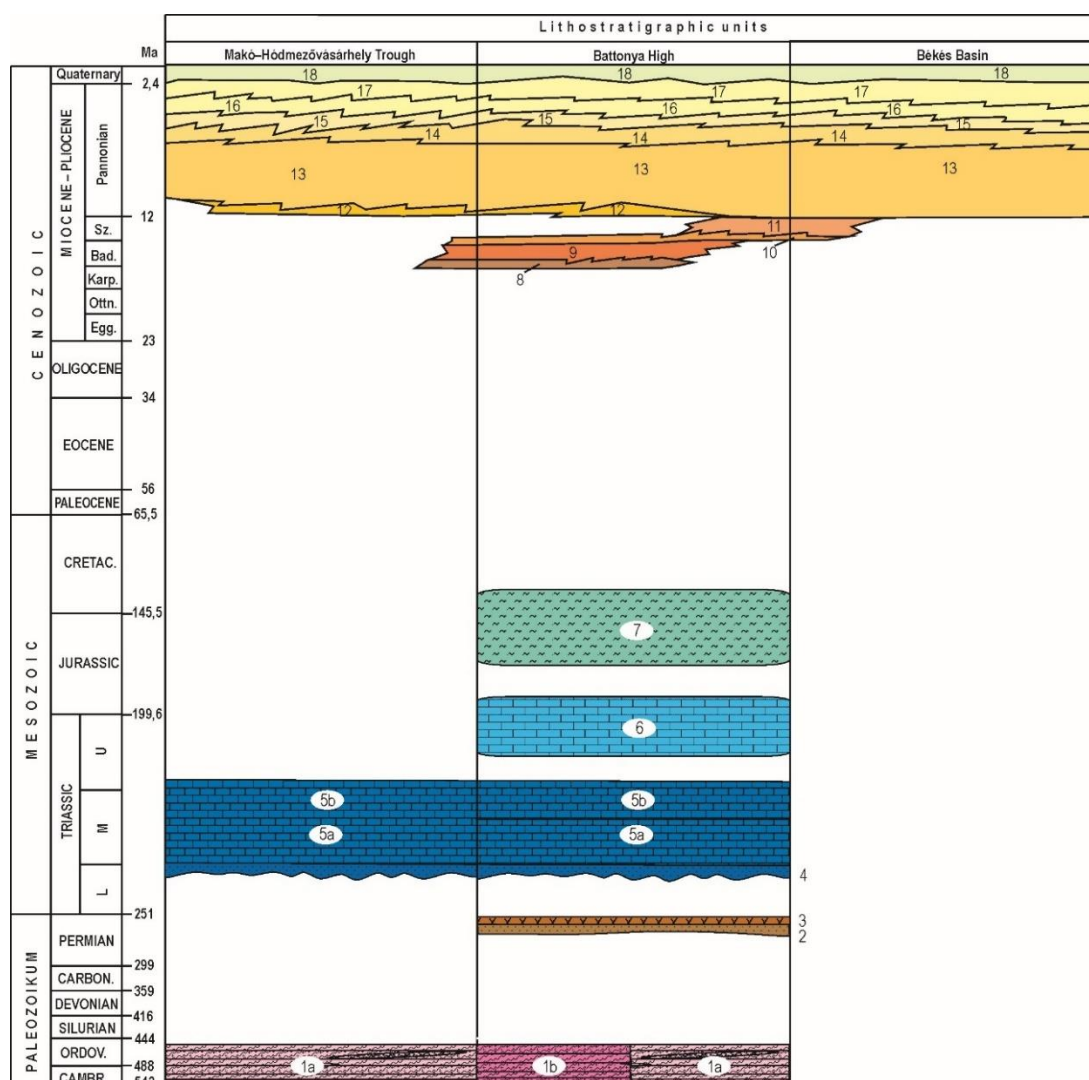 Lithostratigraphic units
Ma
Makó–Hódmezővásárhely Trough
Battonya High
Békés Basin
CENOZOIC
Quaternary
2,4
MIOCENE – PLIOCENE
Pannonian
12
Sz.
Bad.
Karp.
Ottn.
Egg.
23
OLIGOCENE
34
EOCENE
56
PALEOCENE
65,5
MESOZOIC
CRETAC.
145,5
JURASSIC
199,6
TRIASSIC
U
M
L
251
PALEOZOIKUM
PERMIAN
299
CARBON.
359
DEVONIAN
416
SILURIAN
444
ORDOV.
488
CAMBR.
18 18 18
17 17 17
16 16 16
15 15 15
14 14 14
13 13 13
12 12
11
10
9
8
7
6
5b 5b
5a 5a
4
3
2
1a 1b 1a